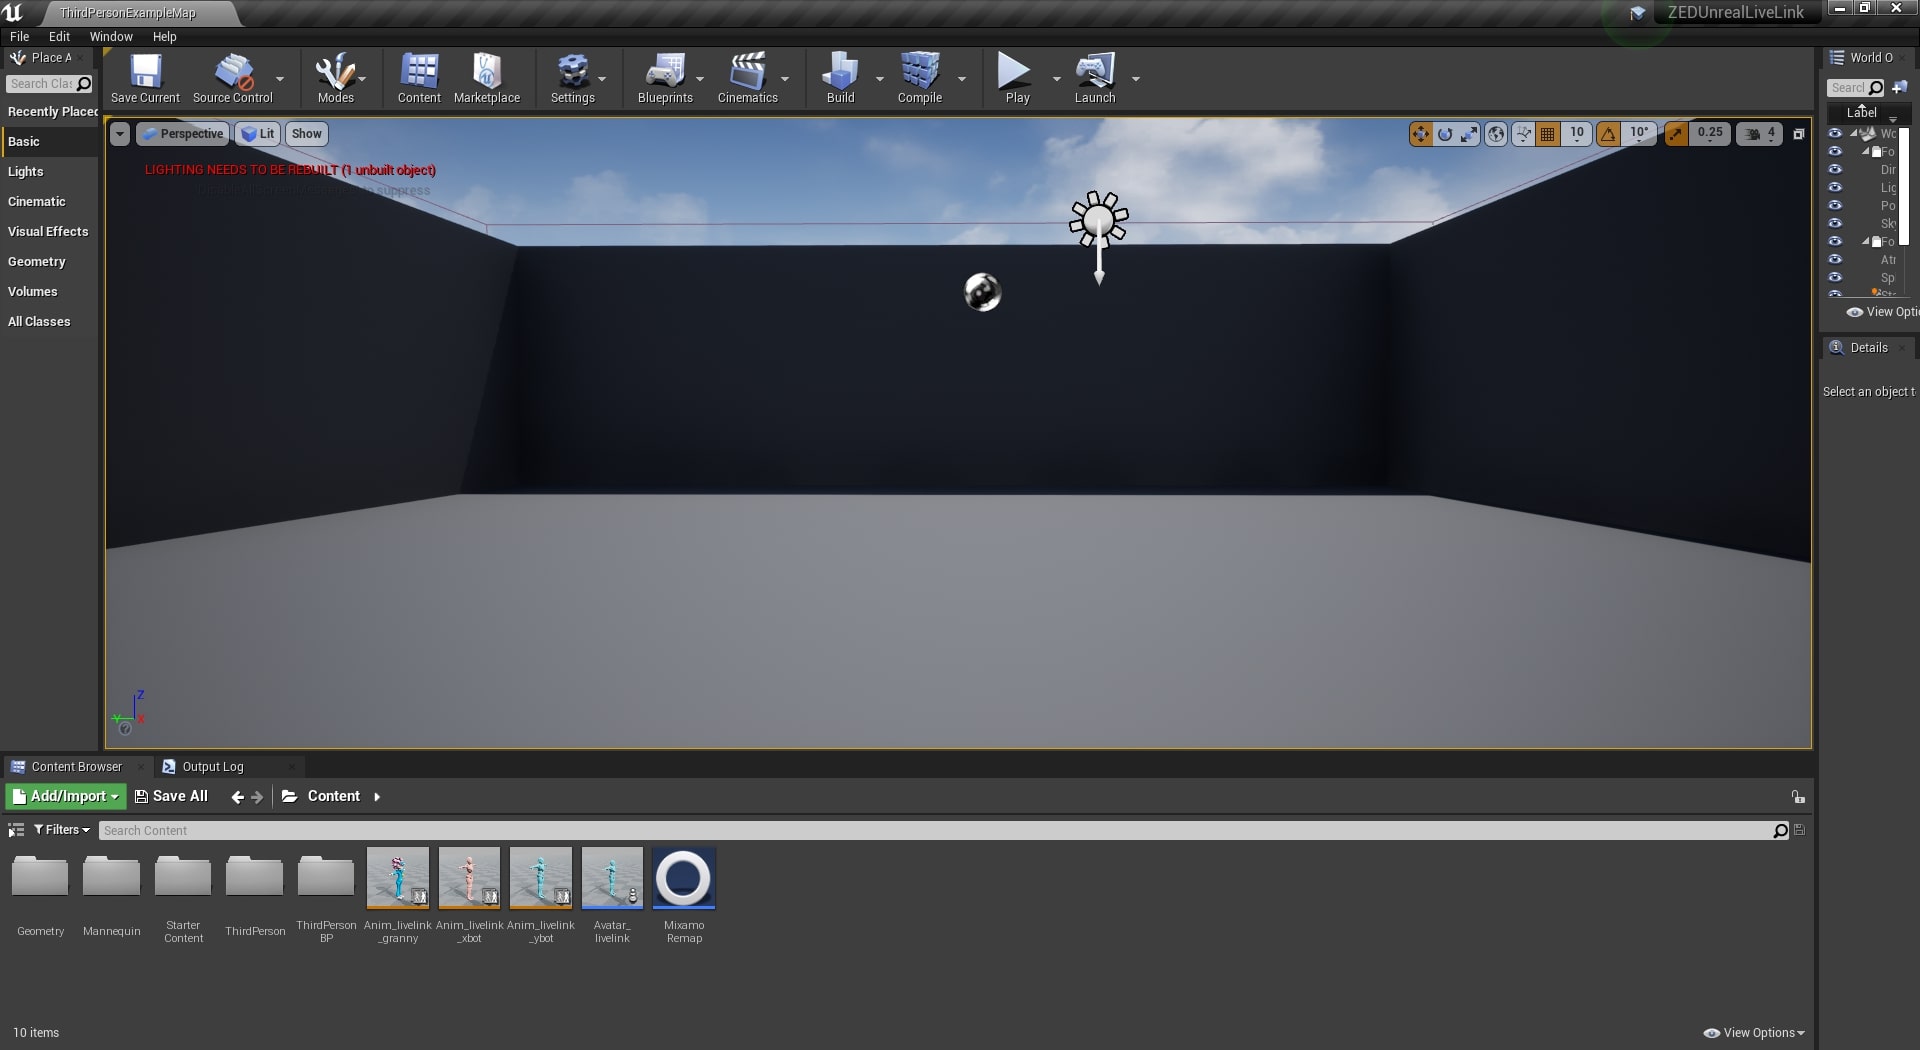 ThirdPersonExampleMap
ZEDUnrealLiveLink
File Edit Window Help
Place A
Search Clas
Recently Placed
Basic
Lights
Cinematic
Visual Effects
Geometry
Volumes
All Classes
Save Current Source Control Modes Content Marketplace Settings Blueprints Cinematics Build Compile Play Launch
Perspective Lit Show
10 10° 0.25 4
LIGHTING NEEDS TO BE REBUILT (1 unbuilt object)
'DisableAllScreenMessages' to suppress
Z
Y X
World O
Search
Label
Wo
Fo
Dir
Lig
Po
Sky
Fo
Atr
Sp
View Opti
Details
Select an object t
Content Browser Output Log
Add/Import Save All Content
Filters Search Content
Geometry
Mannequin
Starter
Content
ThirdPerson
ThirdPerson
BP
Anim_livelink
_granny
Anim_livelink
_xbot
Anim_livelink
_ybot
Avatar_
livelink
Mixamo
Remap
10 items
View Options